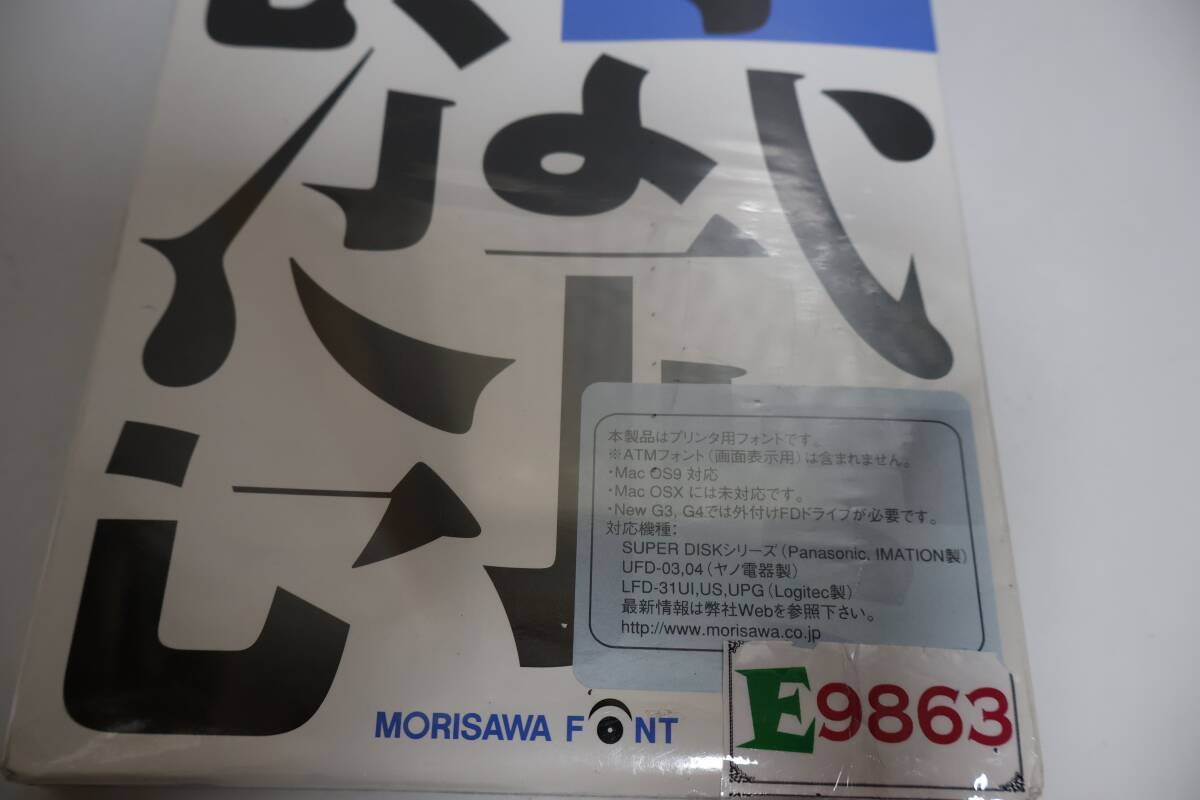 本製品はプリンタ用フォントです。
※ATMフォント（画面表示用）は含まれません。
・Mac OS9 対応
・Mac OSX には未対応です。
・New G3, G4では外付けFDドライブが必要です。
対応機種：
SUPER DISKシリーズ（Panasonic, IMATION製）
UFD-03,04（ヤノ電器製）
LFD-31UI,US,UPG（Logitec製）
最新情報は弊社Webを参照下さい。
http://www.morisawa.co.jp
MORISAWA FONT
E9863